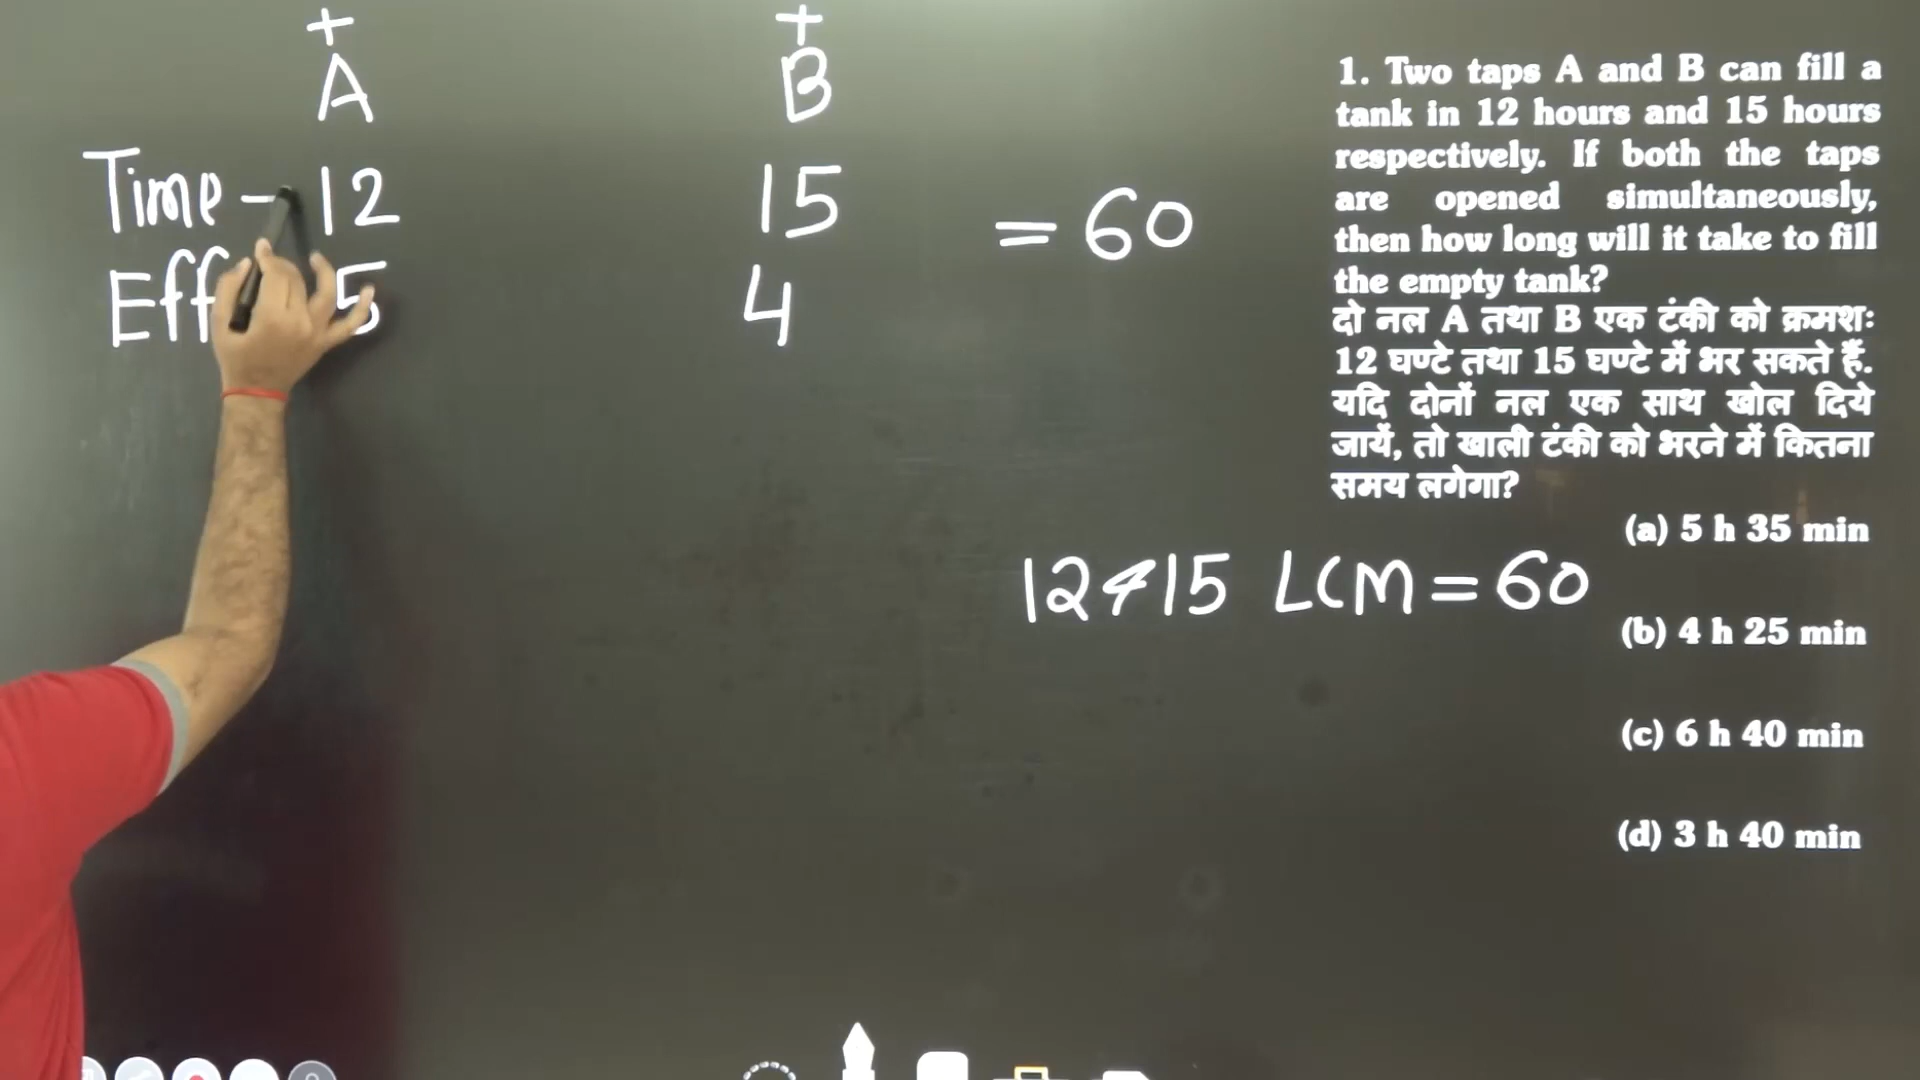 + +
A B
Time - 12 15 = 60
Eff 5 4
12 & 15 LCM = 60
1. Two taps A and B can fill a
tank in 12 hours and 15 hours
respectively. If both the taps
are opened simultaneously,
then how long will it take to fill
the empty tank?
दो नल A तथा B एक टंकी को क्रमशः
12 घण्टे तथा 15 घण्टे में भर सकते हैं.
यदि दोनों नल एक साथ खोल दिये
जायें, तो खाली टंकी को भरने में कितना
समय लगेगा?
(a) 5 h 35 min
(b) 4 h 25 min
(c) 6 h 40 min
(d) 3 h 40 min